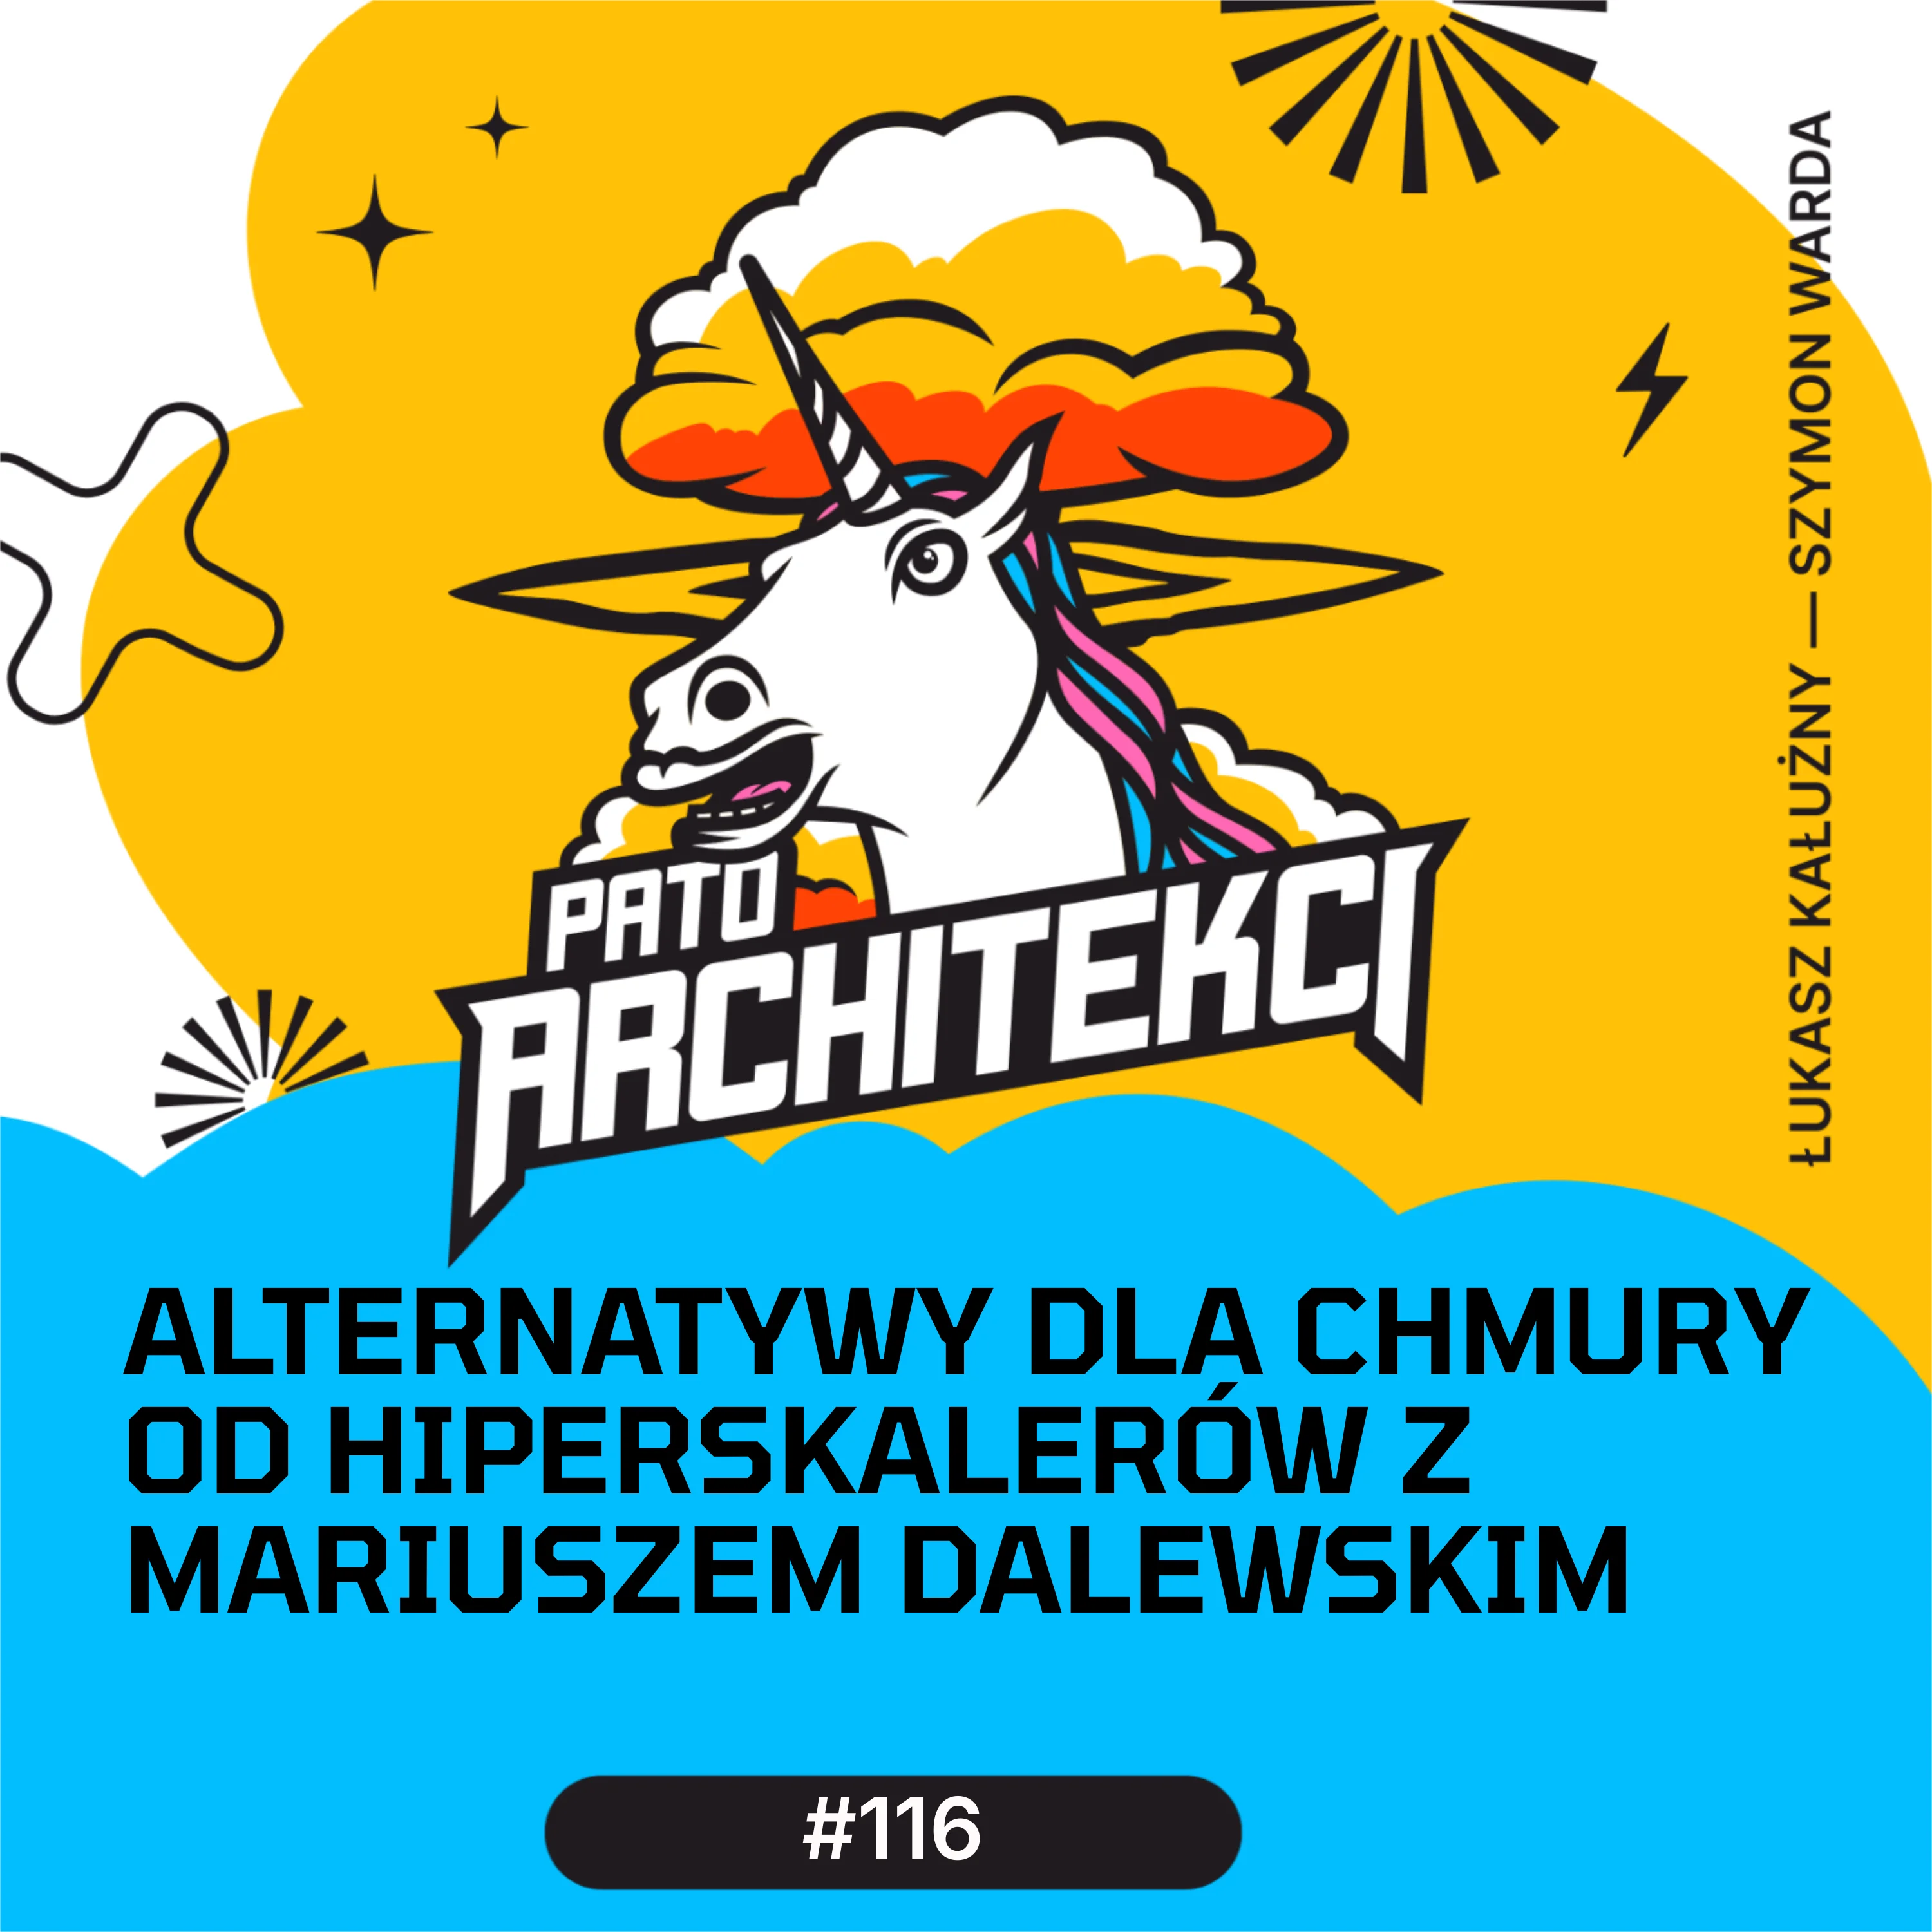 PATO
ARCHITEKCI
ŁUKASZ KAŁUŻNY — SZYMON WARDA
ALTERNATYWY DLA CHMURY
OD HIPERSKALERÓW Z
MARIUSZEM DALEWSKIM
#116